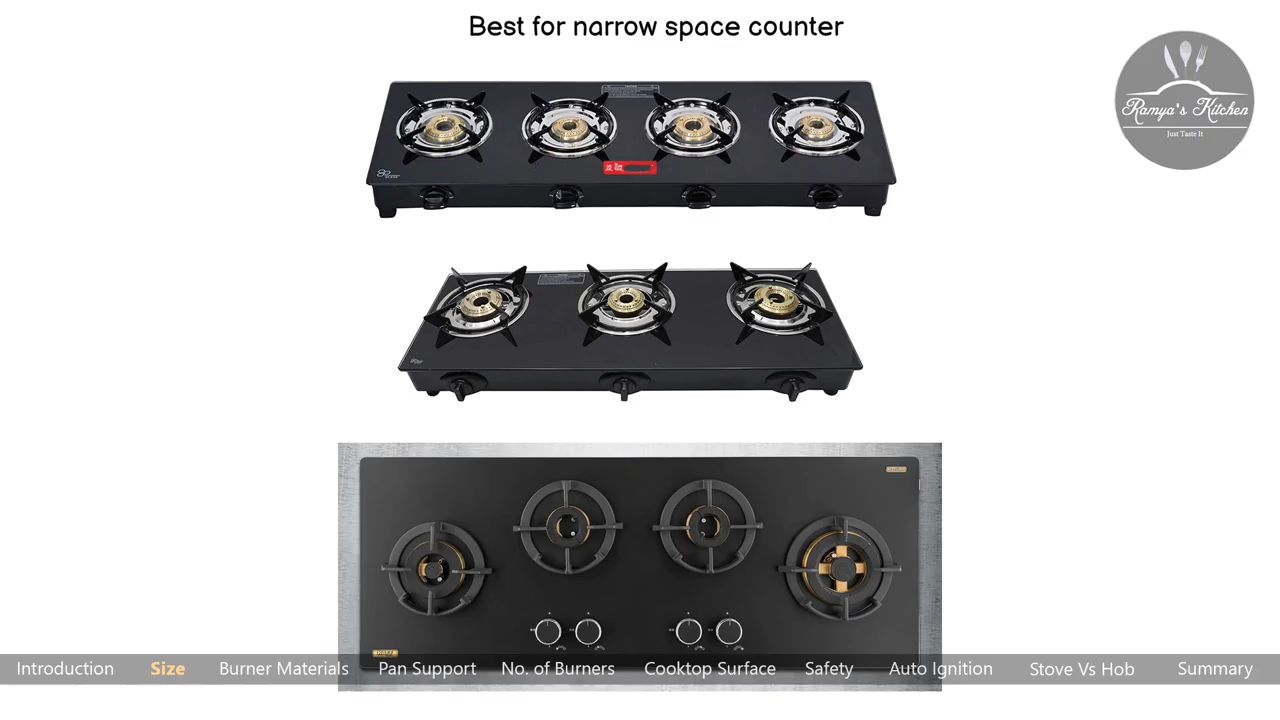 Best for narrow space counter
Ramya's Kitchen
Just Taste It
Introduction
Size
Burner Materials
Pan Support
No. of Burners
Cooktop Surface
Safety
Auto Ignition
Stove Vs Hob
Summary